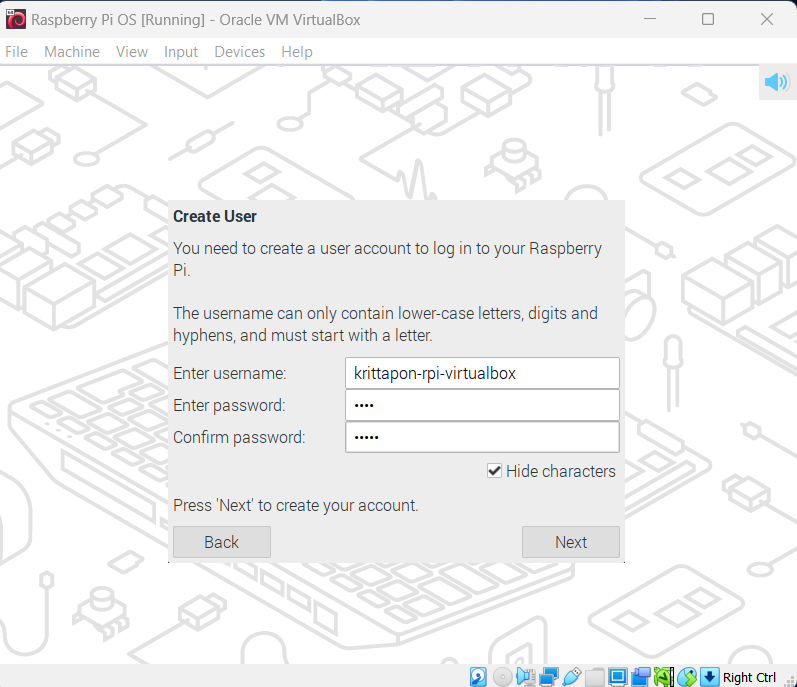 Raspberry Pi OS [Running] - Oracle VM VirtualBox
File Machine View Input Devices Help
Create User
You need to create a user account to log in to your Raspberry
Pi.
The username can only contain lower-case letters, digits and
hyphens, and must start with a letter.
Enter username: krittapon-rpi-virtualbox
Enter password: ••••
Confirm password: •••••
Hide characters
Press 'Next' to create your account.
Back Next
Right Ctrl